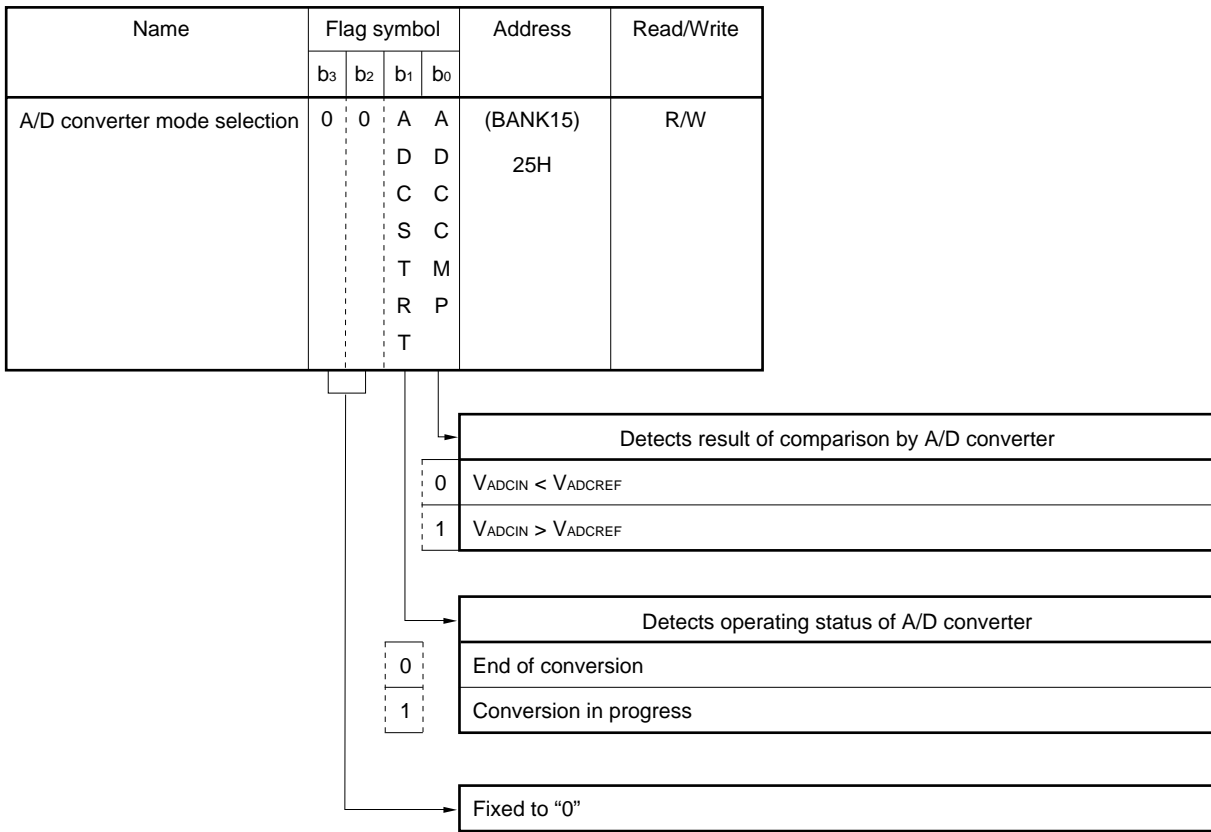 Name Flag symbol Address Read/Write
b3 b2 b1 b0
A/D converter mode selection 0 0 A A (BANK15) R/W
D D 25H
C C
S C
T M
R P
T
Detects result of comparison by A/D converter
0 VADCIN < VADCREF
1 VADCIN > VADCREF
Detects operating status of A/D converter
0 End of conversion
1 Conversion in progress
Fixed to “0”